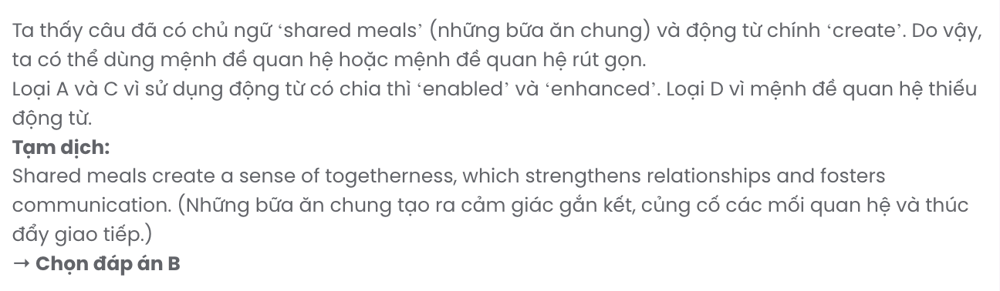 Ta thấy câu đã có chủ ngữ ‘shared meals’ (những bữa ăn chung) và động từ chính ‘create’. Do vậy,
ta có thể dùng mệnh đề quan hệ hoặc mệnh đề quan hệ rút gọn.
Loại A và C vì sử dụng động từ có chia thì ‘enabled’ và ‘enhanced’. Loại D vì mệnh đề quan hệ thiếu
động từ.
Tạm dịch:
Shared meals create a sense of togetherness, which strengthens relationships and fosters
communication. (Những bữa ăn chung tạo ra cảm giác gắn kết, củng cố các mối quan hệ và thúc
đẩy giao tiếp.)
→ Chọn đáp án B